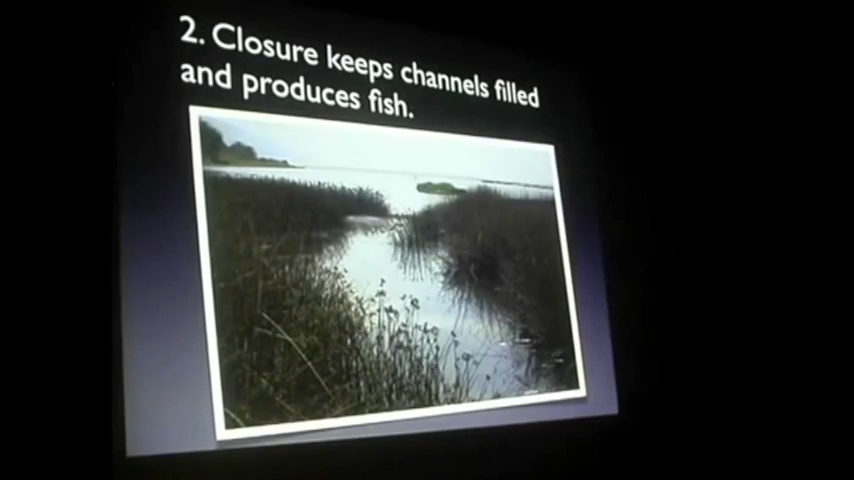 2. Closure keeps channels filled
and produces fish.